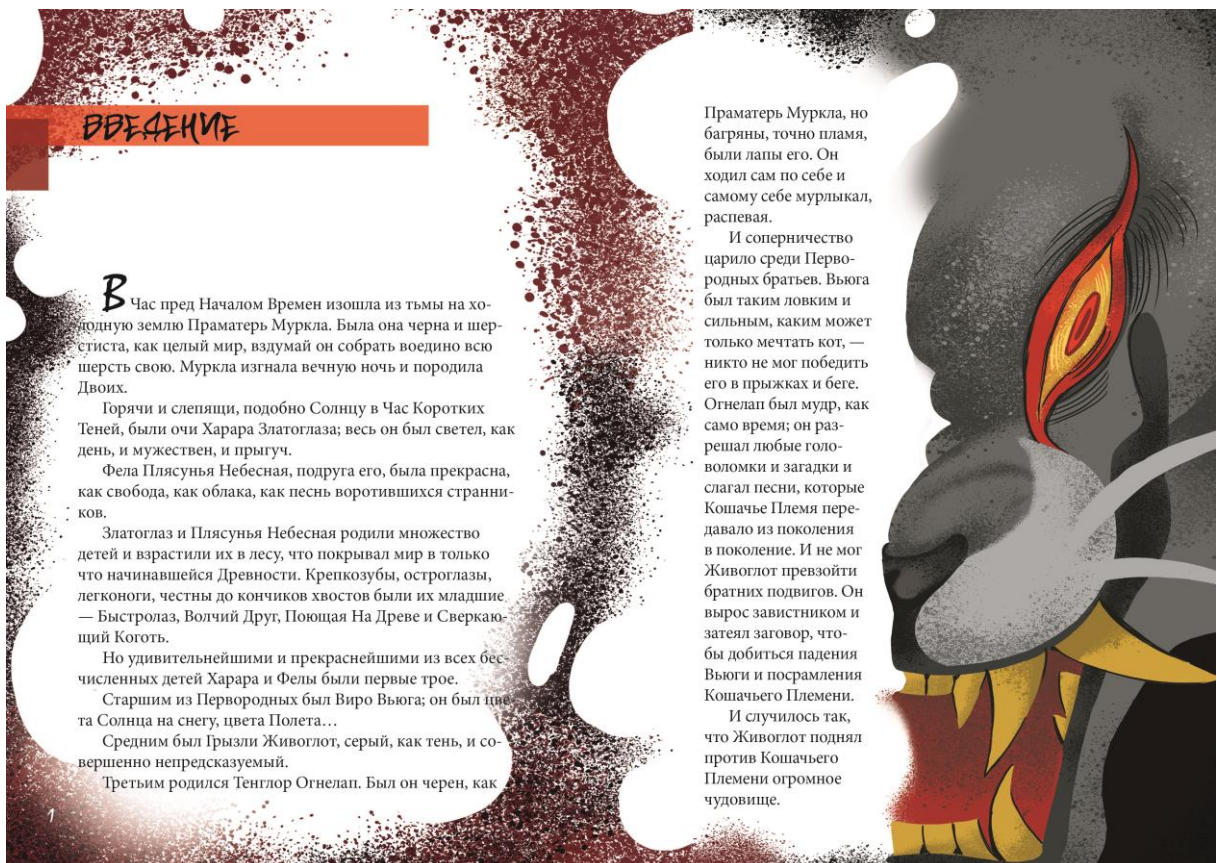 ВВЕДЕНИЕ
В Час пред Началом Времен изошла из тьмы на хо-
лодную землю Праматерь Муркла. Была она черна и шер-
стиста, как целый мир, вздумай он собрать воедино всю
шерсть свою. Муркла изгнала вечную ночь и породила
Двоих.
Горячи и слепящи, подобно Солнцу в Час Коротких
Теней, были очи Харара Златоглаза; весь он был светел, как
день, и мужествен, и прыгуч.
Фела Плясунья Небесная, подруга его, была прекрасна,
как свобода, как облака, как песнь воротившихся странни-
ков.
Златоглаз и Плясунья Небесная родили множество
детей и взрастили их в лесу, что покрывал мир в только
что начинавшейся Древности. Крепкозубы, остроглазы,
легконоги, честны до кончиков хвостов были их младшие
— Быстролаз, Волчий Друг, Поющая На Древе и Сверкаю-
щий Коготь.
Но удивительнейшими и прекраснейшими из всех бес-
численных детей Харара и Фелы были первые трое.
Старшим из Первородных был Виро Вьюга; он был цве
та Солнца на снегу, цвета Полета…
Средним был Грызли Живоглот, серый, как тень, и со-
вершенно непредсказуемый.
Третьим родился Тенглор Огнелап. Был он черен, как
1
Праматерь Муркла, но
багряны, точно пламя,
были лапы его. Он
ходил сам по себе и
самому себе мурлыкал,
распевая.
И соперничество
царило среди Перво-
родных братьев. Вьюга
был таким ловким и
сильным, каким может
только мечтать кот, —
никто не мог победить
его в прыжках и беге.
Огнелап был мудр, как
само время; он раз-
решал любые голо-
воломки и загадки и
слагал песни, которые
Кошачье Племя пере-
давало из поколения
в поколение. И не мог
Живоглот превзойти
братних подвигов. Он
вырос завистником и
затеял заговор, что-
бы добиться падения
Вьюги и посрамления
Кошачьего Племени.
И случилось так,
что Живоглот поднял
против Кошачьего
Племени огромное
чудовище.